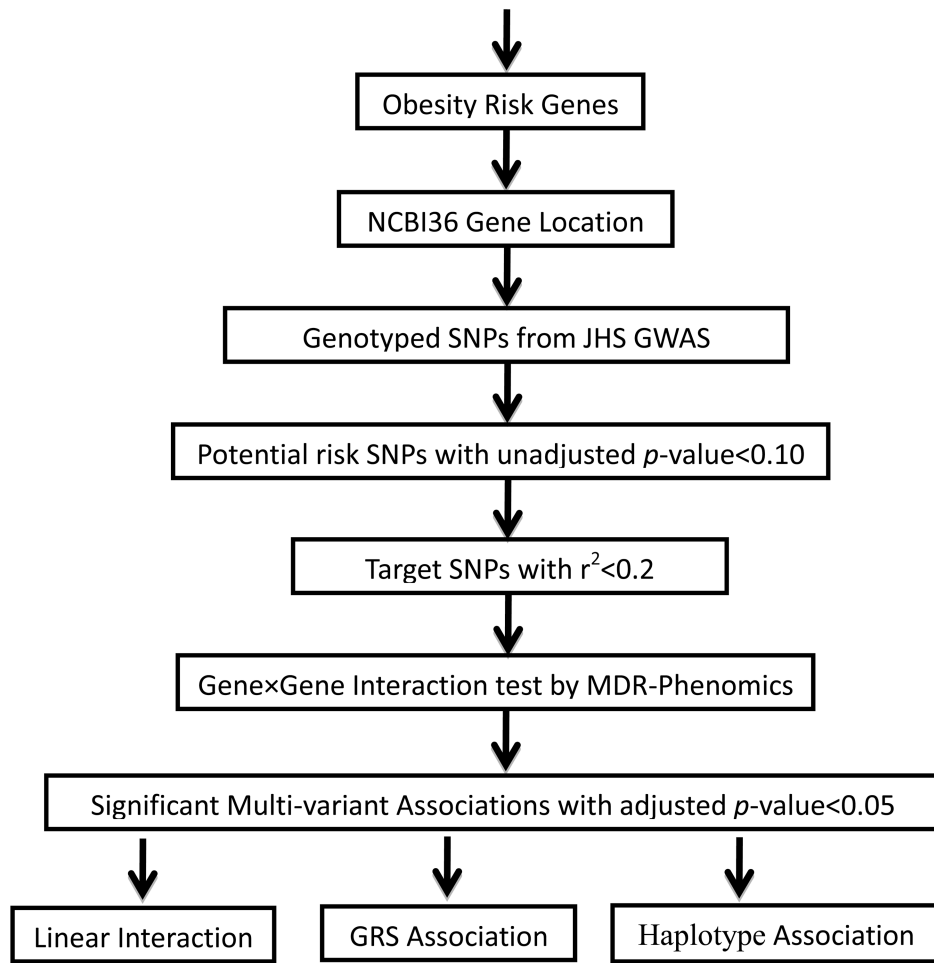 Obesity Risk Genes
NCBI36 Gene Location
Genotyped SNPs from JHS GWAS
Potential risk SNPs with unadjusted p-value<0.10
Target SNPs with r²<0.2
Gene×Gene Interaction test by MDR-Phenomics
Significant Multi-variant Associations with adjusted p-value<0.05
Linear Interaction
GRS Association
Haplotype Association